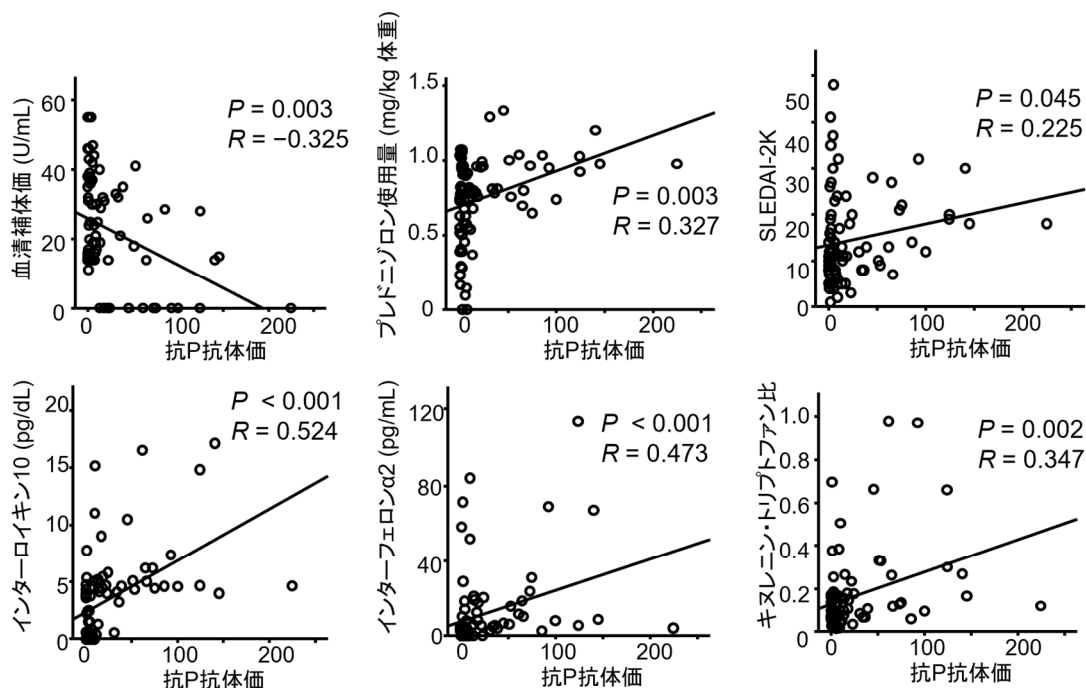 血清補体価 (U/mL)
60
40
20
0
P = 0.003
R = −0.325
0 100 200
抗P抗体価
プレドニゾロン使用量 (mg/kg 体重)
1.5
1.0
0.5
0
P = 0.003
R = 0.327
0 100 200
抗P抗体価
SLEDAI-2K
50
40
30
20
10
0
P = 0.045
R = 0.225
0 100 200
抗P抗体価
インターロイキン10 (pg/dL)
20
15
10
5
0
P < 0.001
R = 0.524
0 100 200
抗P抗体価
インターフェロンα2 (pg/mL)
120
80
40
0
P < 0.001
R = 0.473
0 100 200
抗P抗体価
キヌレニン・トリプトファン比
1.0
0.8
0.6
0.4
0.2
0
P = 0.002
R = 0.347
0 100 200
抗P抗体価